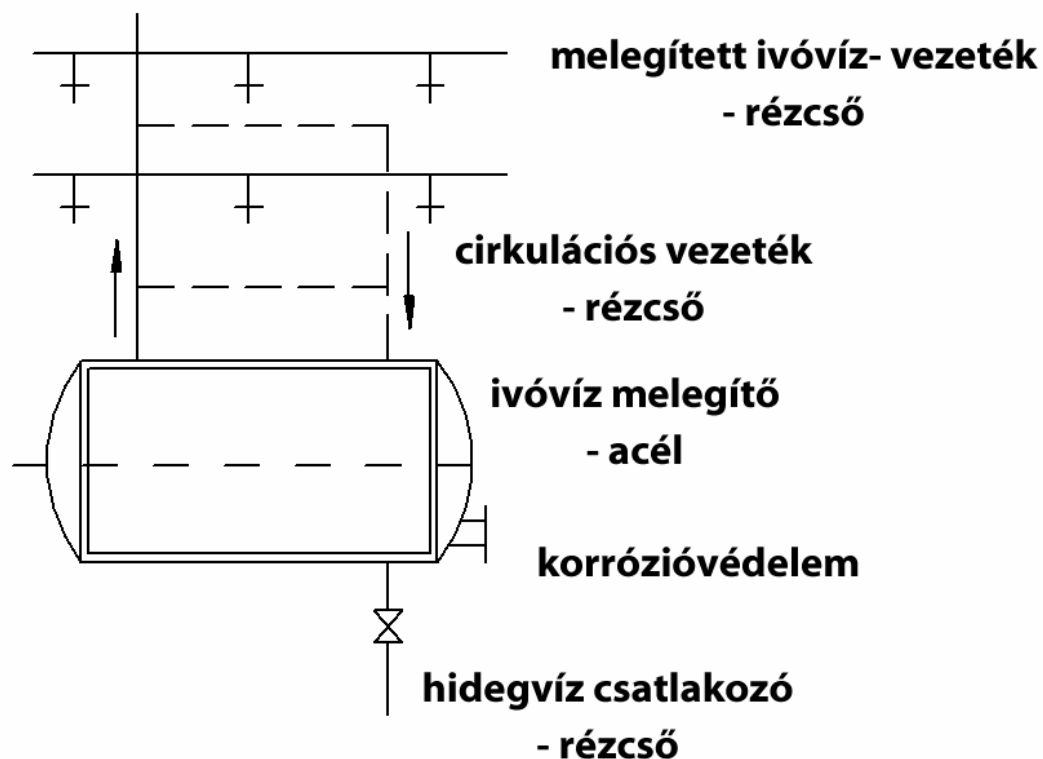 melegített ivóvíz- vezeték
- rézcső
cirkulációs vezeték
- rézcső
ivóvíz melegítő
- acél
korrózióvédelem
hidegvíz csatlakozó
- rézcső